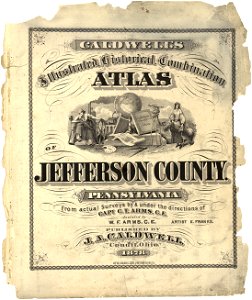 CALDWELL'S
Illustrated, Historical, Combination
ATLAS
OF
JEFFERSON COUNTY,
PENNSYLVANIA
From actual Surveys by & under the directions of
CAPT. C. E. ARMS, C.E.
W. F. ARMS, C.E.
ARTIST E. FRANKS.
PUBLISHED BY
J. A. CALDWELL
Condit, Ohio.
1878.